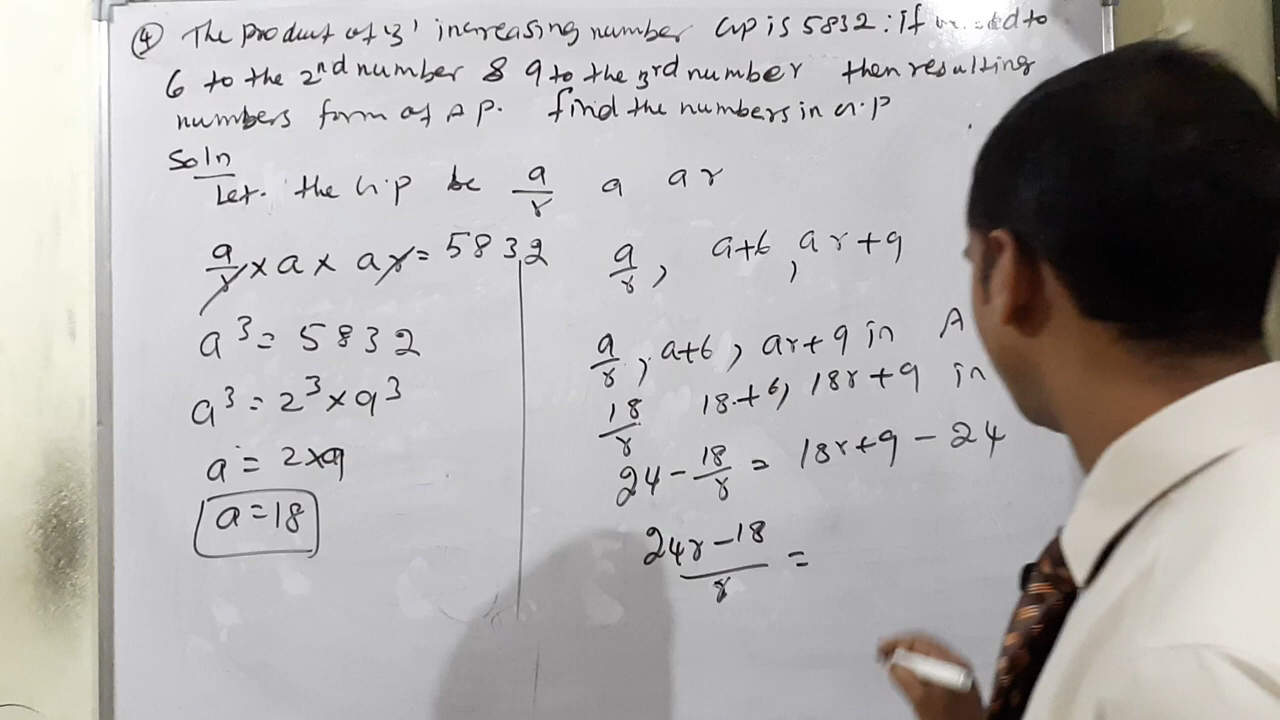 ④ The product of '3' increasing number GP is 5832: If added to
6 to the 2nd number & 9 to the 3rd number then resulting
numbers form of AP. find the numbers in G.P
Soln
Let. the G.P be a/r a ar
a/r × a × ar = 5832
a³ = 5832
a³ = 2³ × 9³
a = 2×9
a = 18
a/r, a+6, ar+9
a/r, a+6, ar+9 in A
18/r 18+6, 18r+9 in
24 - 18/r = 18r+9 - 24
24r-18/r =